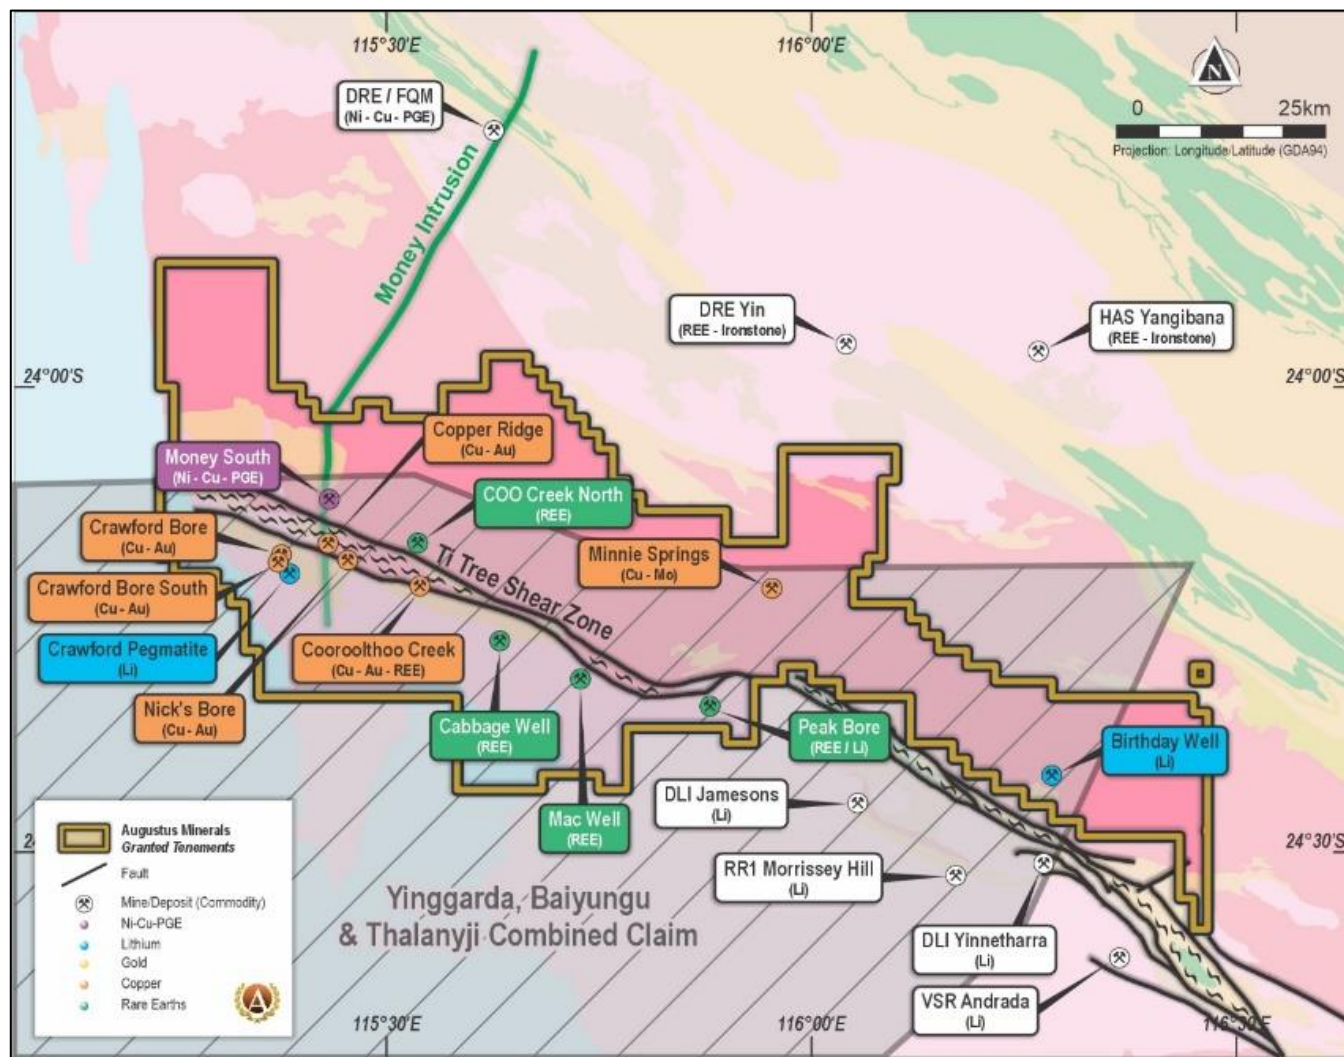 115°30'E
116°00'E
DRE / FQM
(Ni - Cu - PGE)
N
0 25km
Projection: Longitude/Latitude (GDA94)
Money Intrusion
DRE Yin
(REE - Ironstone)
HAS Yangibana
(REE - Ironstone)
24°00'S
24°00'S
Copper Ridge
(Cu - Au)
Money South
(Ni - Cu - PGE)
COO Creek North
(REE)
Crawford Bore
(Cu - Au)
Ti Tree Shear Zone
Minnie Springs
(Cu - Mo)
Crawford Bore South
(Cu - Au)
Crawford Pegmatite
(Li)
Cooroolthoo Creek
(Cu - Au - REE)
Nick's Bore
(Cu - Au)
Cabbage Well
(REE)
Peak Bore
(REE / Li)
Birthday Well
(Li)
DLI Jamesons
(Li)
Mac Well
(REE)
24°30'S
RR1 Morrissey Hill
(Li)
Yinggarda, Baiyungu
& Thalanyji Combined Claim
DLI Yinnetharra
(Li)
VSR Andrada
(Li)
Augustus Minerals
Granted Tenements
Fault
Mine/Deposit (Commodity)
Ni-Cu-PGE
Lithium
Gold
Copper
Rare Earths
A
115°30'E
116°00'E
116°30'E